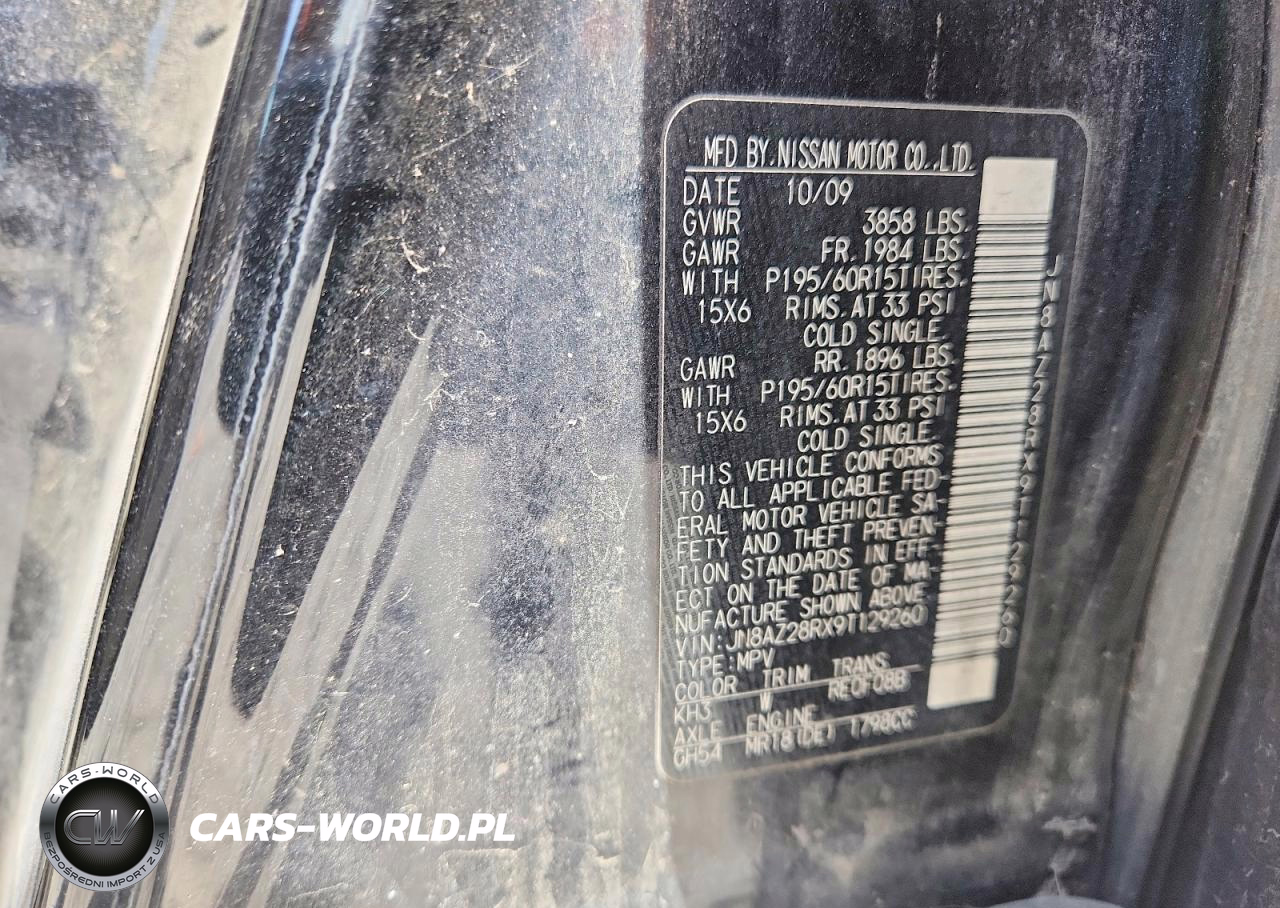 MFD BY.NISSAN MOTOR CO.,LTD.
DATE 10/09
GVWR 3858 LBS.
GAWR FR. 1984 LBS.
WITH P195/60R15TIRES.
15X6 RIMS. AT 33 PSI
COLD SINGLE.
GAWR RR. 1896 LBS.
WITH P195/60R15TIRES.
15X6 RIMS. AT 33 PSI
COLD SINGLE.
THIS VEHICLE CONFORMS
TO ALL APPLICABLE FED-
ERAL MOTOR VEHICLE SA-
FETY AND THEFT PREVEN-
TION STANDARDS IN EFF-
ECT ON THE DATE OF MA-
NUFACTURE SHOWN ABOVE.
VIN:JN8AZ28RX9T129260
TYPE:MPV
COLOR TRIM TRANS
KH3 W RE0F08B
AXLE ENGINE
GH54 MR18(DE) 1798CC
JN8AZ28RX9T129260
CARS-WORLD
CW
BEZPOŚREDNI IMPORT Z USA
CARS-WORLD.PL